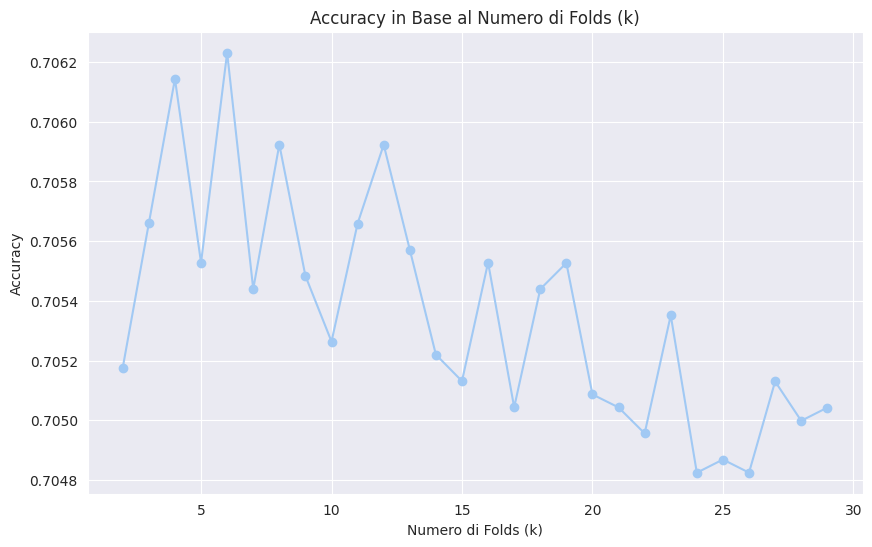 Accuracy in Base al Numero di Folds (k)
0.7062
0.7060
0.7058
0.7056
0.7054
0.7052
0.7050
0.7048
Accuracy
5 10 15 20 25 30
Numero di Folds (k)